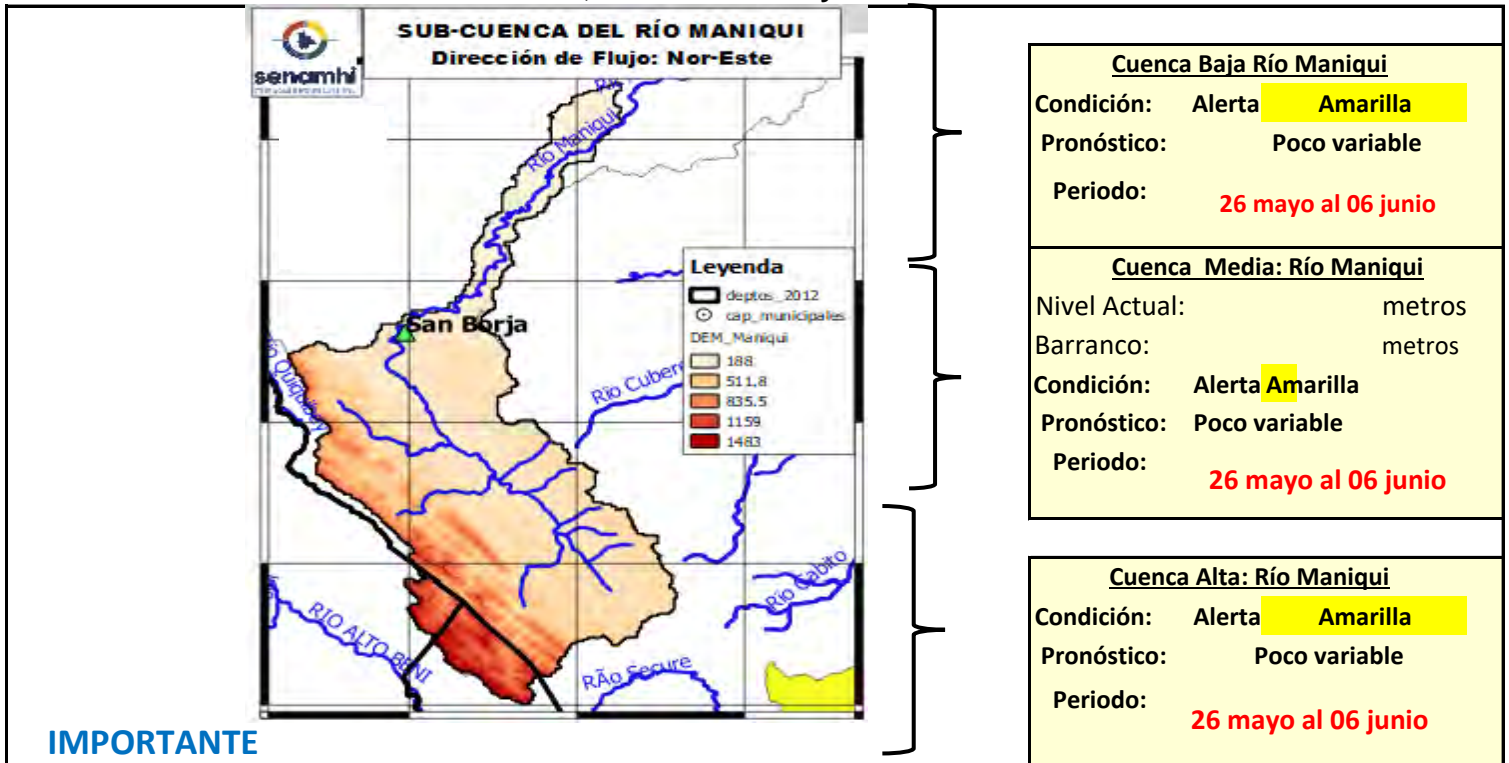 senamhi
SUB-CUENCA DEL RÍO MANIQUI
Dirección de Flujo: Nor-Este
Río Maniqui
San Borja
Río Quiquibey
Río Cubere
Leyenda
deptos_2012
cap_municipales
DEM_Maniqui
188
511.8
835.5
1159
1483
RIO ALTO BENI
RÃo Secure
Río Cabito
IMPORTANTE
Cuenca Baja Río Maniqui
Condición: Alerta Amarilla
Pronóstico: Poco variable
Periodo: 26 mayo al 06 junio
Cuenca Media: Río Maniqui
Nivel Actual: metros
Barranco: metros
Condición: Alerta Amarilla
Pronóstico: Poco variable
Periodo: 26 mayo al 06 junio
Cuenca Alta: Río Maniqui
Condición: Alerta Amarilla
Pronóstico: Poco variable
Periodo: 26 mayo al 06 junio